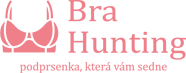 Bra
Hunting
podprsenka, která vám sedne